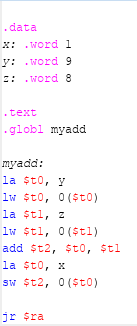 .data
x: .word 1
y: .word 9
z: .word 8
.text
.globl myadd
myadd:
la $t0, y
lw $t0, 0($t0)
la $t1, z
lw $t1, 0($t1)
add $t2, $t0, $t1
la $t0, x
sw $t2, 0($t0)
jr $ra